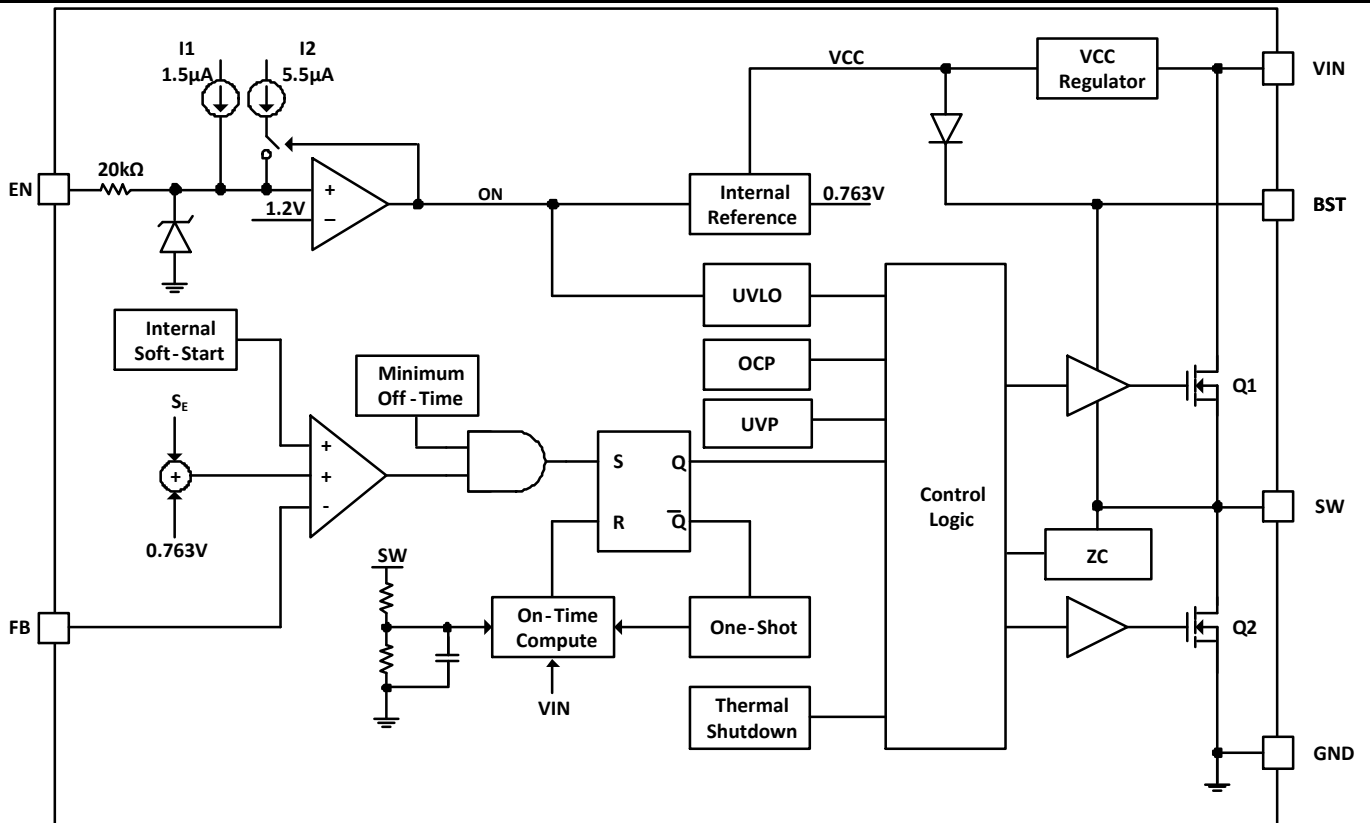 I1
1.5µA
I2
5.5µA
VCC
VCC
Regulator
VIN
20kΩ
EN
+
1.2V
−
ON
Internal
Reference
0.763V
BST
UVLO
Internal
Soft-Start
OCP
Minimum
Off-Time
Q1
SE
UVP
+
+
+
-
S
Q
R
Q
Control
Logic
SW
0.763V
SW
ZC
FB
On-Time
Compute
One-Shot
Q2
VIN
Thermal
Shutdown
GND